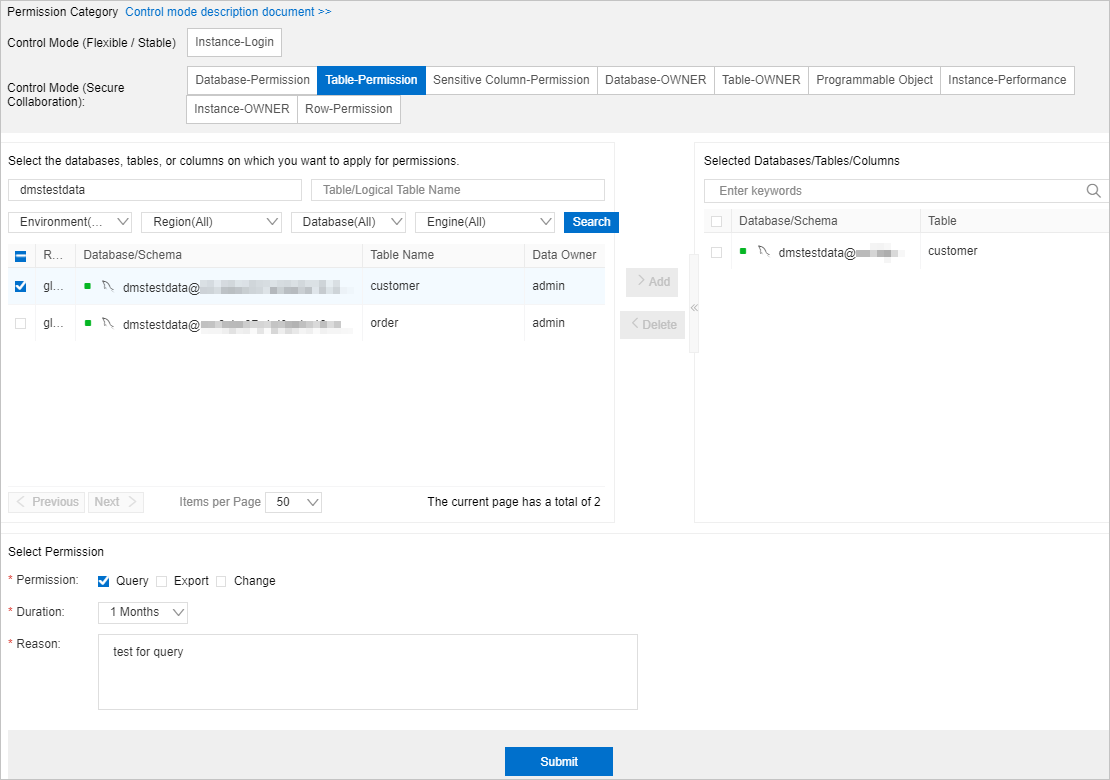 Permission Category Control mode description document >>
Control Mode (Flexible / Stable) Instance-Login
Control Mode (Secure Collaboration):
Database-Permission Table-Permission Sensitive Column-Permission Database-OWNER Table-OWNER Programmable Object Instance-Performance
Instance-OWNER Row-Permission
Select the databases, tables, or columns on which you want to apply for permissions.
dmstestdata Table/Logical Table Name
Environment(... Region(All) Database(All) Engine(All) Search
R... Database/Schema Table Name Data Owner
gl... dmstestdata@ customer admin
gl... dmstestdata@ order admin
Previous Next Items per Page 50 The current page has a total of 2
Add
Delete
Selected Databases/Tables/Columns
Enter keywords
Database/Schema Table
dmstestdata@ customer
Select Permission
* Permission: Query Export Change
* Duration: 1 Months
* Reason: test for query
Submit